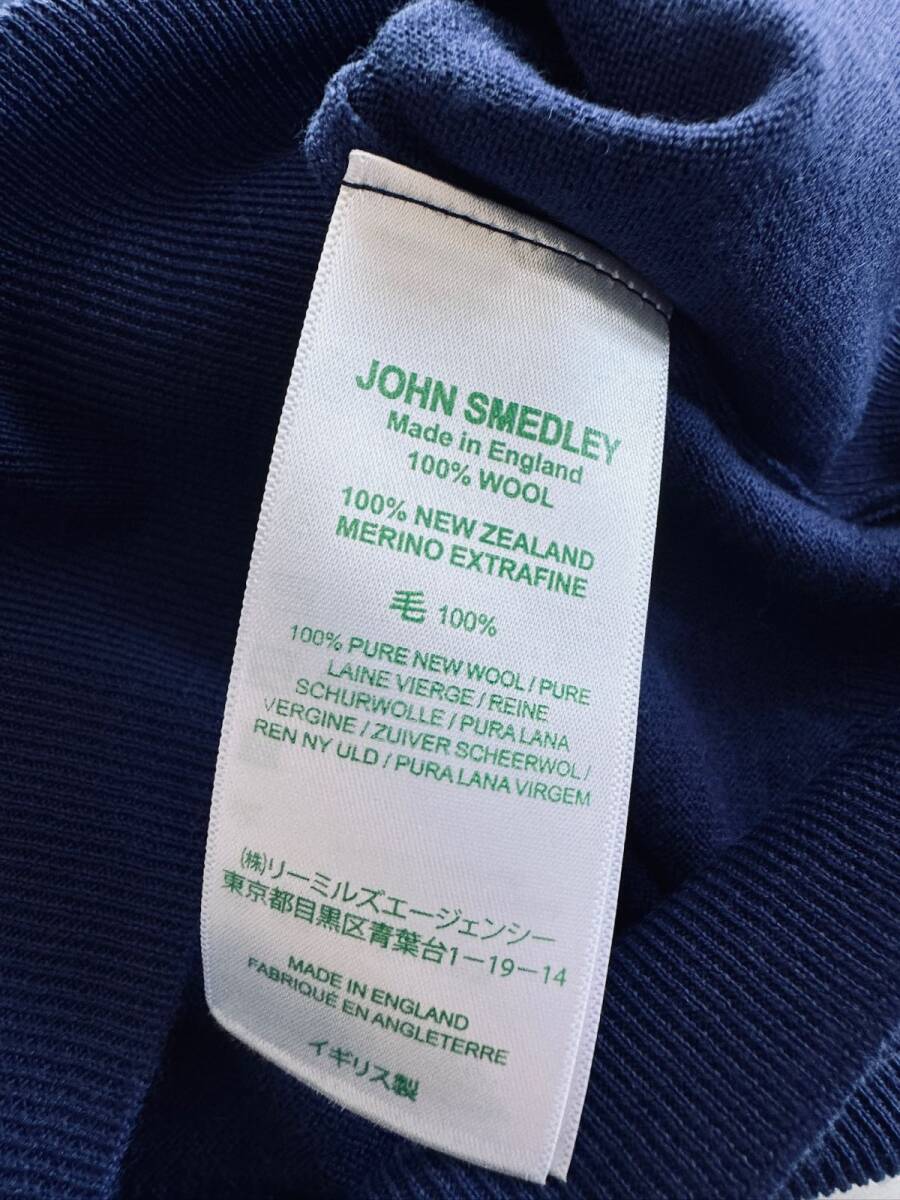 JOHN SMEDLEY
Made in England
100% WOOL
100% NEW ZEALAND
MERINO EXTRAFINE
毛 100%
100% PURE NEW WOOL / PURE
LAINE VIERGE / REINE
SCHURWOLLE / PURA LANA
VERGINE / ZUIVER SCHEERWOL /
REN NY ULD / PURA LANA VIRGEM
(株)リーミルズエージェンシー
東京都目黒区青葉台1-19-14
MADE IN ENGLAND
FABRIQUÉ EN ANGLETERRE
イギリス製